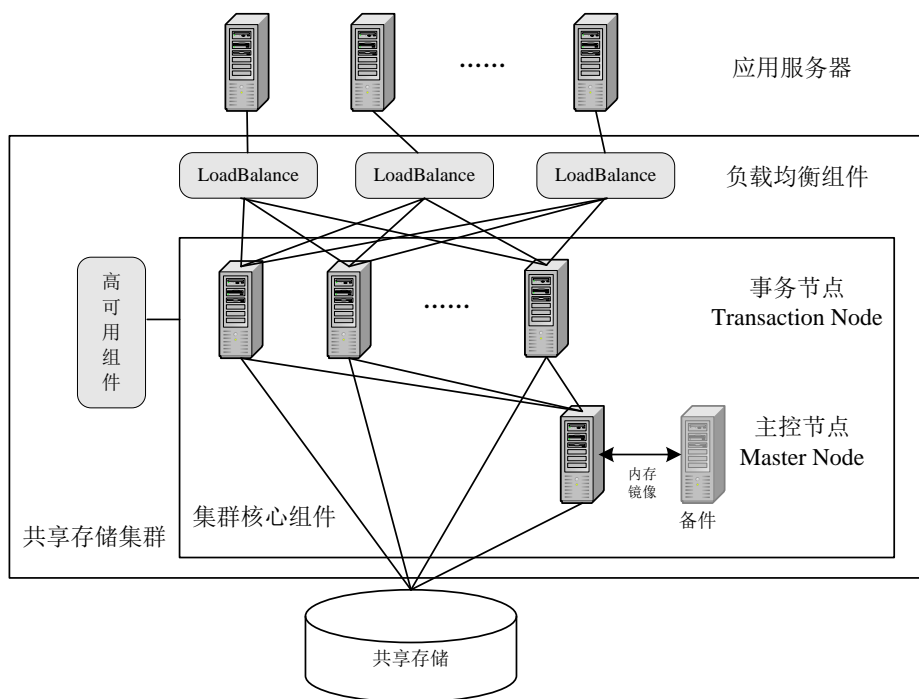 ……
应用服务器
LoadBalance
LoadBalance
LoadBalance
负载均衡组件
高
可
用
组
件
……
事务节点
Transaction Node
主控节点
Master Node
内存
镜像
备件
集群核心组件
共享存储集群
共享存储